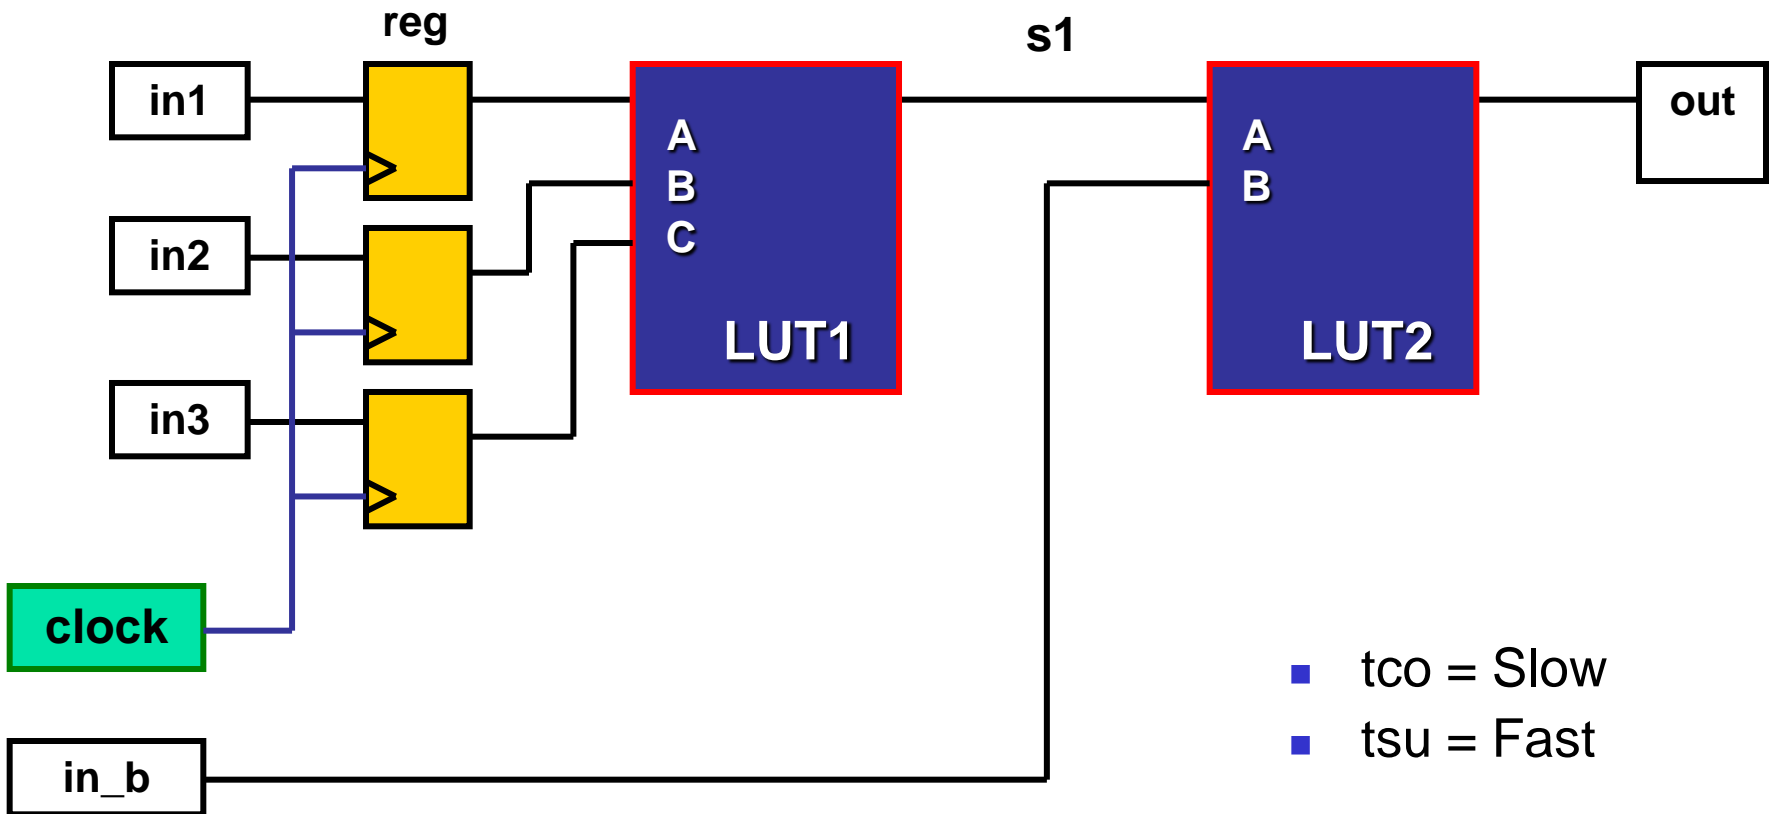 reg
s1
in1
out
A
B
C
LUT1
A
B
LUT2
in2
in3
clock
in_b
tco = Slow
tsu = Fast